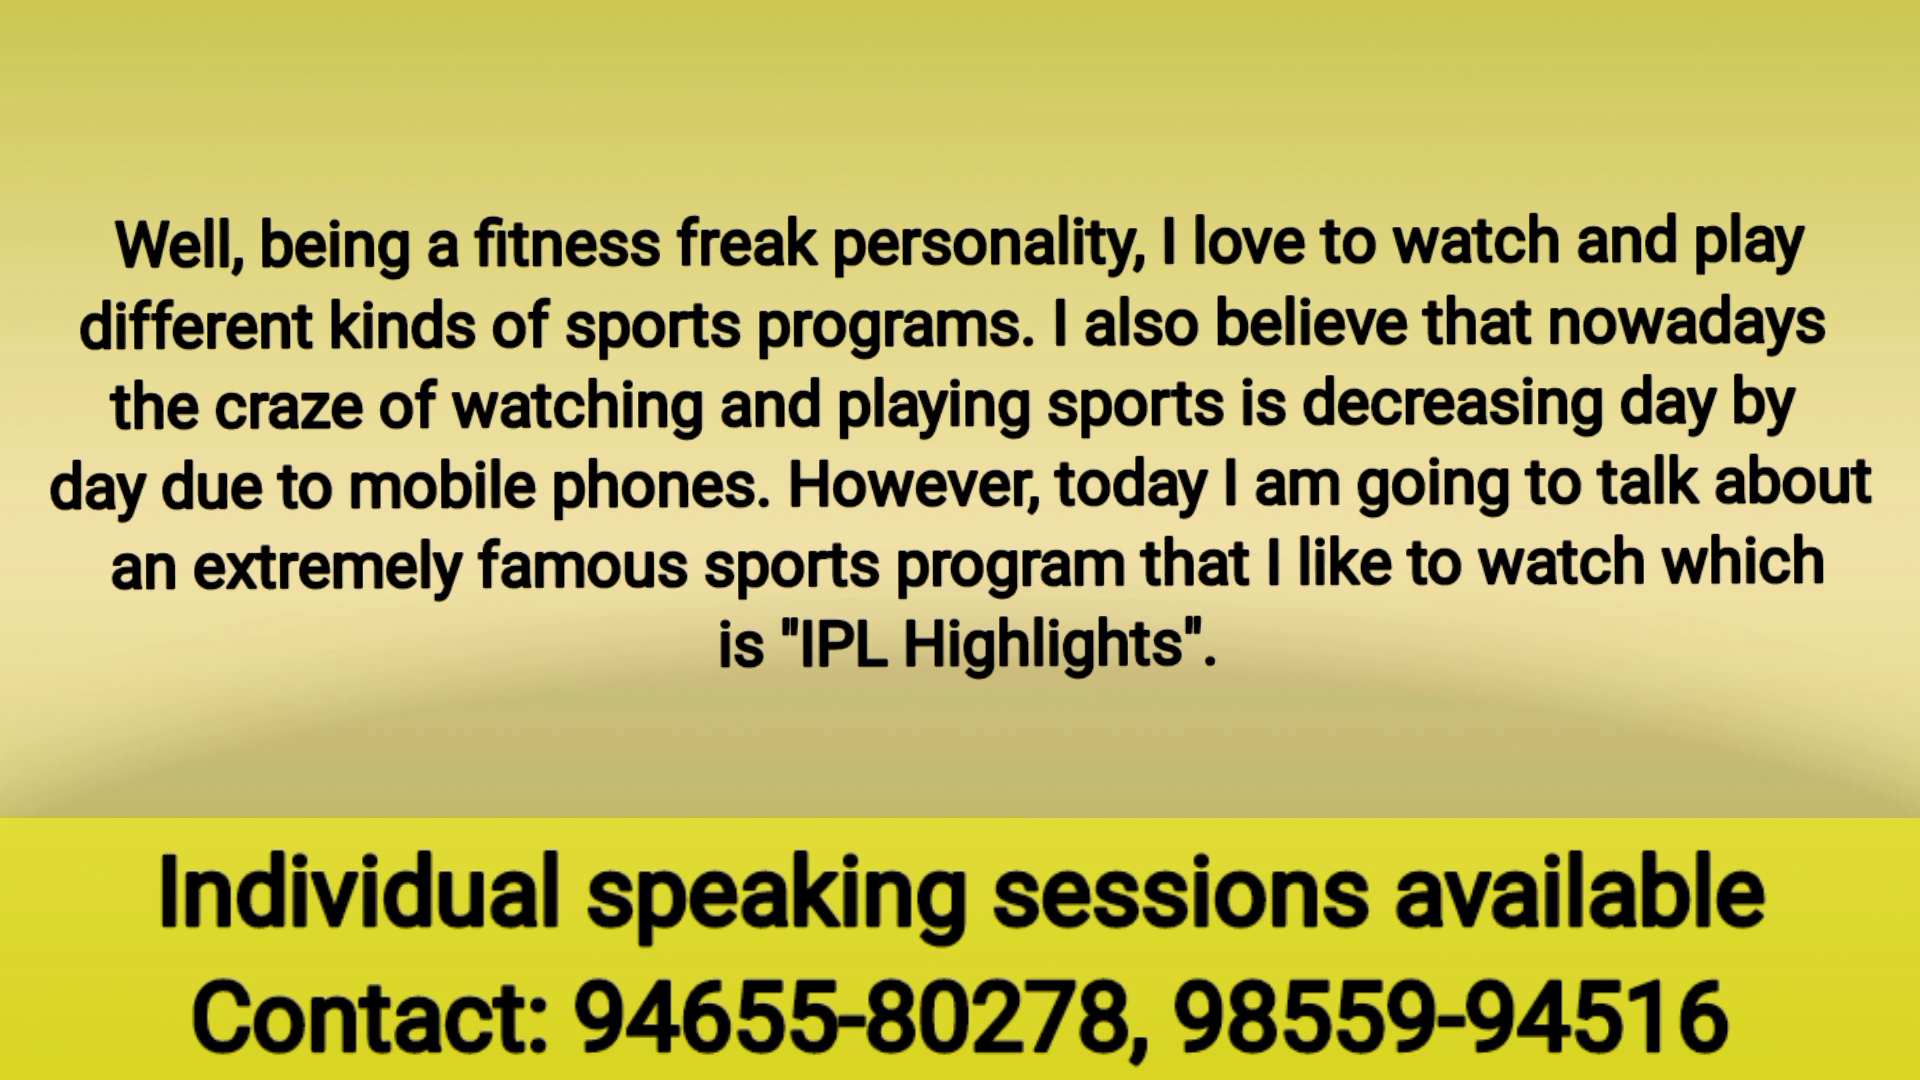 Well, being a fitness freak personality, I love to watch and play
different kinds of sports programs. I also believe that nowadays
the craze of watching and playing sports is decreasing day by
day due to mobile phones. However, today I am going to talk about
an extremely famous sports program that I like to watch which
is "IPL Highlights".
Individual speaking sessions available
Contact: 94655-80278, 98559-94516